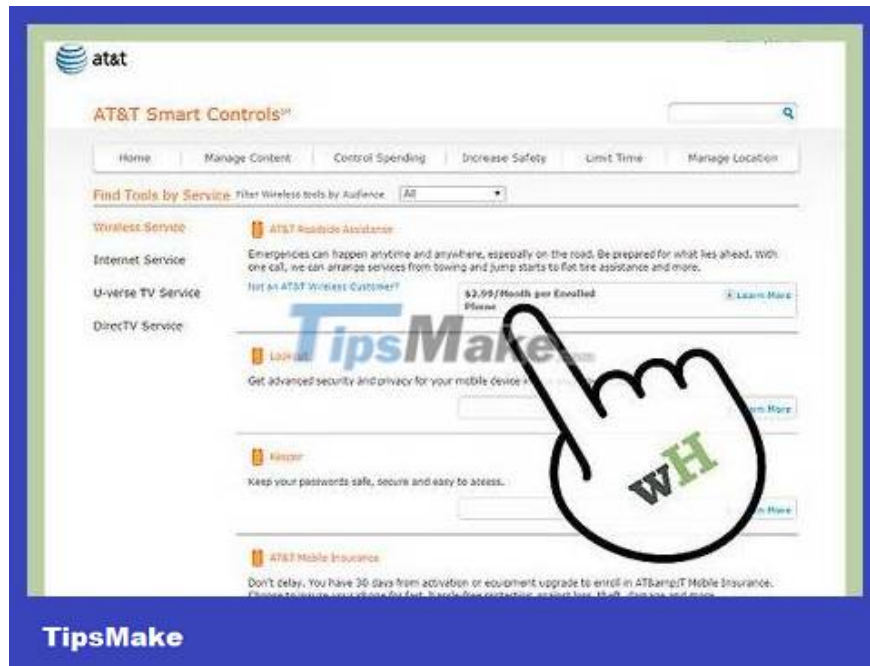 at&t
AT&T Smart Controls℠
Home Manage Content Control Spending Increase Safety Limit Time Manage Location
Find Tools by Service Filter Wireless tools by Audience All
Wireless Service
AT&T Roadside Assistance
Emergencies can happen anytime and anywhere, especially on the road. Be prepared for what lies ahead. With
Internet Service
one call, we can arrange services from towing and jump starts to flat tire assistance and more.
U-verse TV Service
Not an AT&T Wireless Customer?
$2.99/Month per Enrolled
Phone
Learn More
DirecTV Service
TipsMake.com
Lookout
Get advanced security and privacy for your mobile device
Learn More
Keeper
Keep your passwords safe, secure and easy to access.
Learn More
wH
AT&T Mobile Insurance
Don't delay. You have 30 days from activation or equipment upgrade to enroll in AT&amp;T Mobile Insurance.
TipsMake